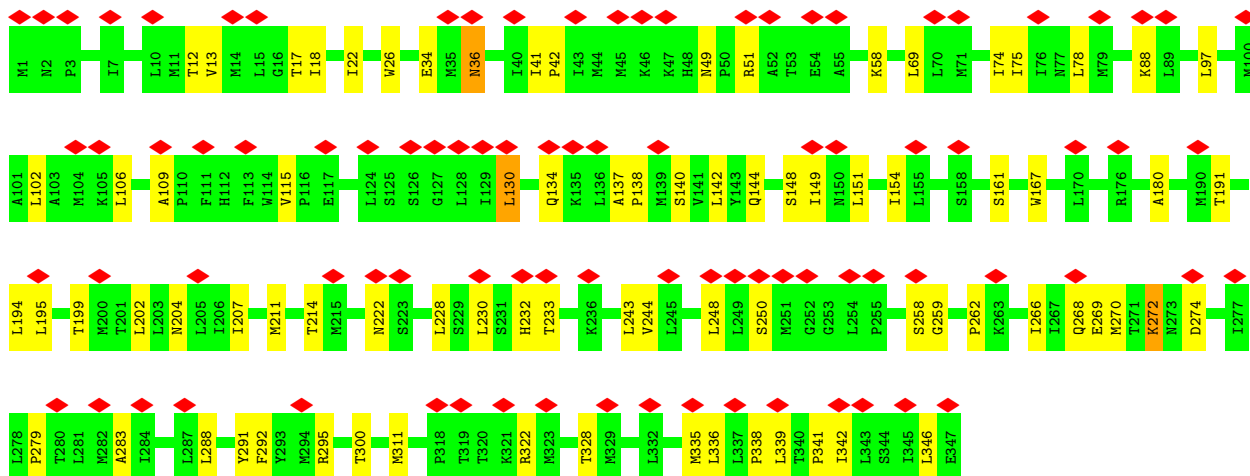 M1 N2 P3 I7 L10 M11 T12 V13 M14 L15 G16 T17 I18 I22 W26 E34 M35 N36 I40 I41 P42 I43 M44 M45 K46 K47 H48 N49 P50 R51 A52 T53 E54 A55 K58 L69 L70 M71 I74 I75 I76 N77 L78 M79 K88 L89 L97 M100
A101 L102 A103 M104 K105 L106 A109 P110 F111 H112 F113 W114 V115 P116 E117 L124 S125 S126 G127 L128 I129 L130 Q134 K135 L136 A137 P138 M139 S140 V141 L142 Y143 Q144 S148 I149 N150 L151 I154 L155 S158 S161 W167 L170 R176 A180 M190 T191
L194 L195 T199 M200 T201 L202 L203 N204 L205 I206 I207 M211 T214 M215 N222 S223 L228 S229 L230 S231 H232 T233 K236 L243 V244 L245 L248 L249 S250 M251 G252 G253 L254 P255 S258 G259 P262 K263 I266 I267 Q268 E269 M270 T271 K272 N273 D274 I277
L278 P279 T280 L281 M282 A283 I284 L287 L288 Y291 F292 Y293 M294 R295 T300 M311 P318 T319 T320 K321 R322 M323 T328 M329 L332 M335 L336 L337 P338 L339 T340 P341 I342 L343 S344 I345 L346 E347